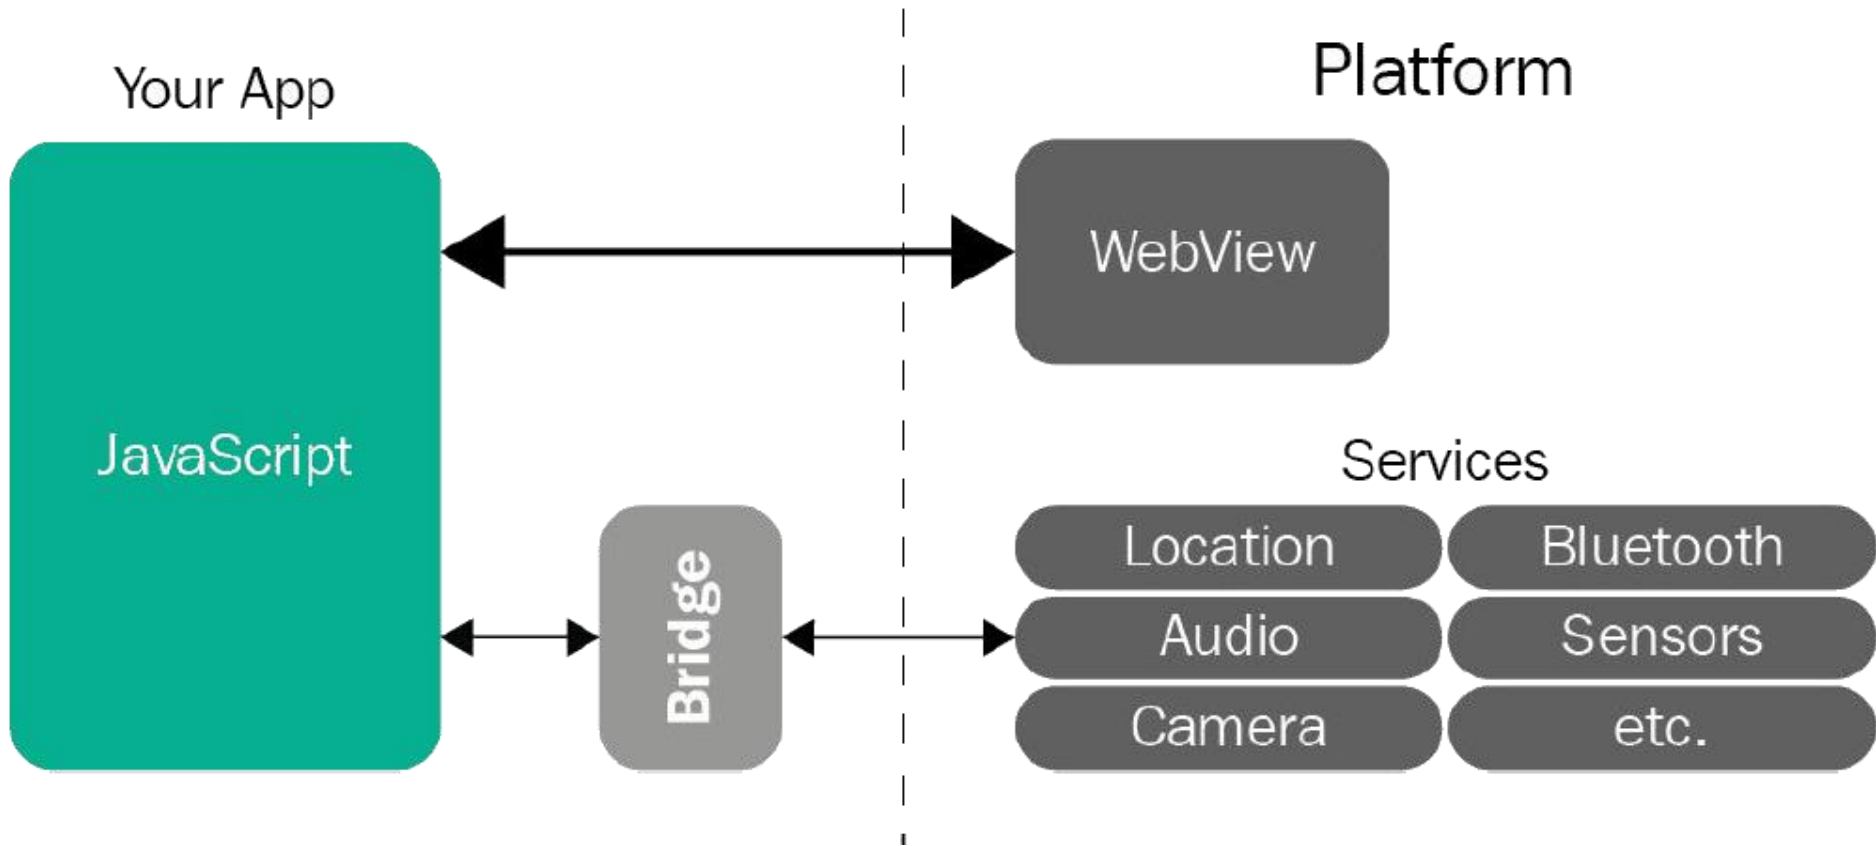 Your App
Platform
JavaScript
WebView
Bridge
Services
Location
Bluetooth
Audio
Sensors
Camera
etc.